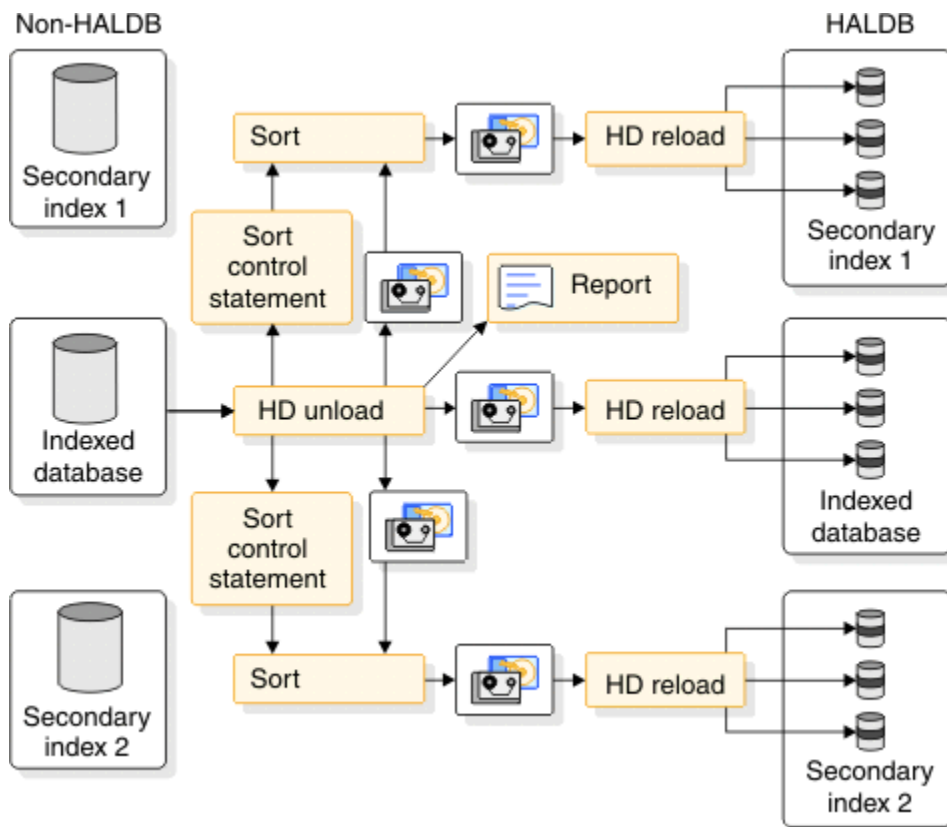 Non-HALDB
HALDB
Secondary
index 1
Sort
HD reload
Secondary
index 1
Sort
control
statement
Report
Indexed
database
HD unload
HD reload
Indexed
database
Sort
control
statement
Secondary
index 2
Sort
HD reload
Secondary
index 2